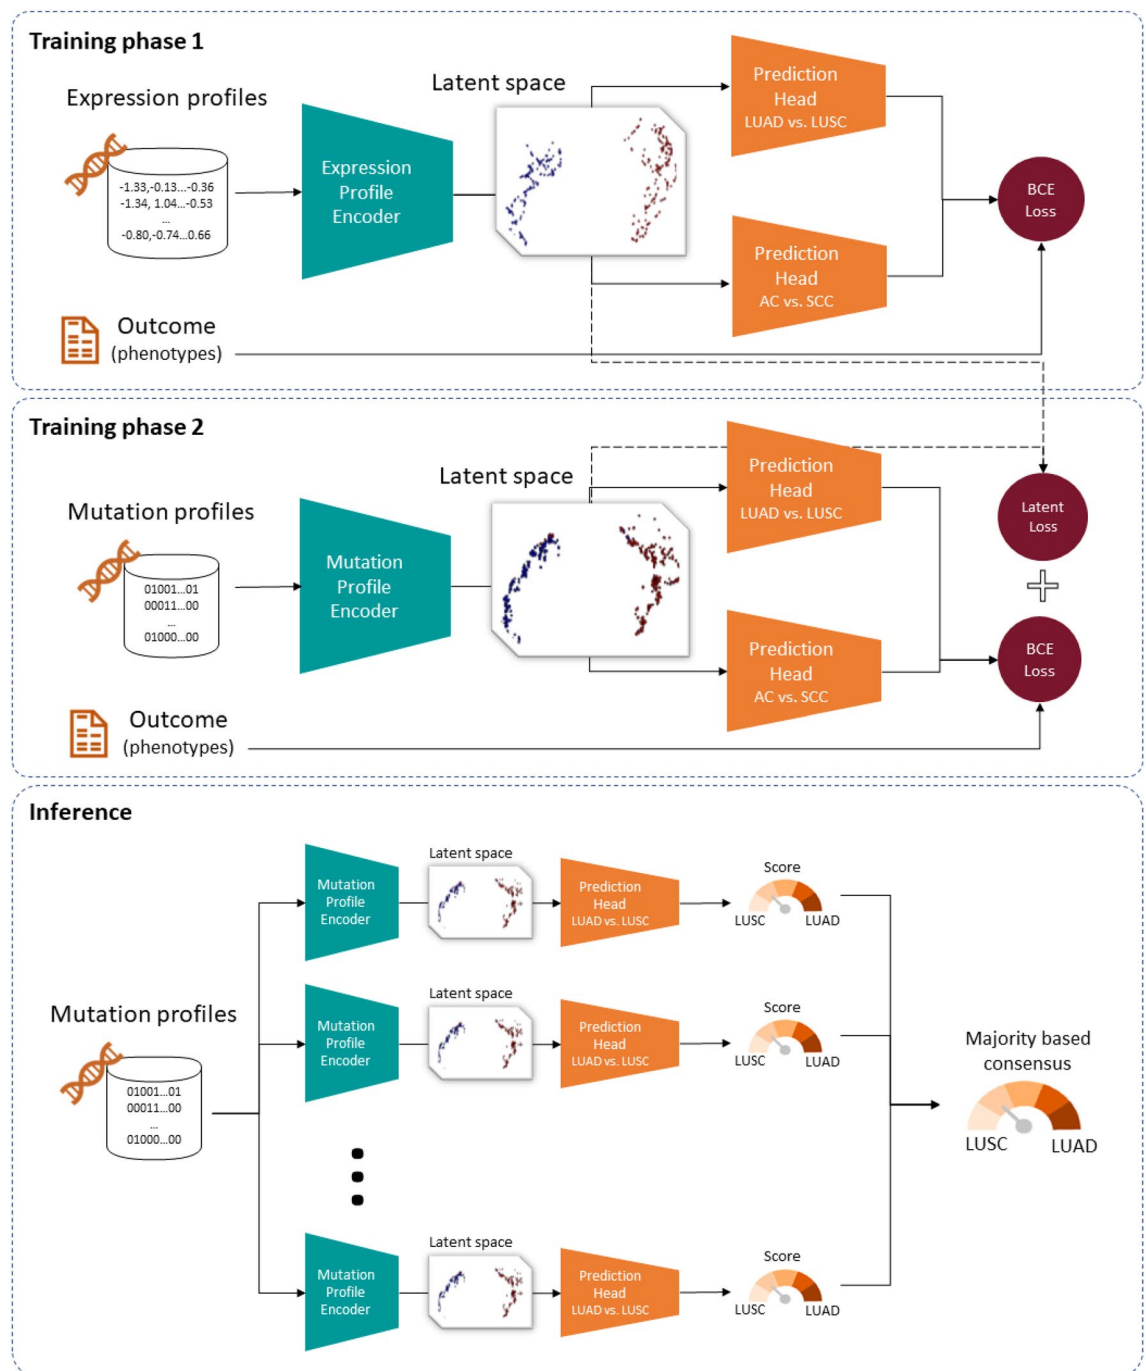 Training phase 1
Expression profiles
-1.33,-0.13...-0.36
-1.34, 1.04...-0.53
...
-0.80,-0.74...0.66
Expression
Profile
Encoder
Latent space
Prediction
Head
LUAD vs. LUSC
Prediction
Head
AC vs. SCC
BCE
Loss
Outcome
(phenotypes)
Training phase 2
Mutation profiles
01001...01
00011...00
...
01000...00
Mutation
Profile
Encoder
Latent space
Prediction
Head
LUAD vs. LUSC
Prediction
Head
AC vs. SCC
Latent
Loss
BCE
Loss
Outcome
(phenotypes)
Inference
Mutation profiles
01001...01
00011...00
...
01000...00
Mutation
Profile
Encoder
Latent space
Prediction
Head
LUAD vs. LUSC
Score
LUSC LUAD
Mutation
Profile
Encoder
Latent space
Prediction
Head
LUAD vs. LUSC
Score
LUSC LUAD
Mutation
Profile
Encoder
Latent space
Prediction
Head
LUAD vs. LUSC
Score
LUSC LUAD
Majority based
consensus
LUSC LUAD